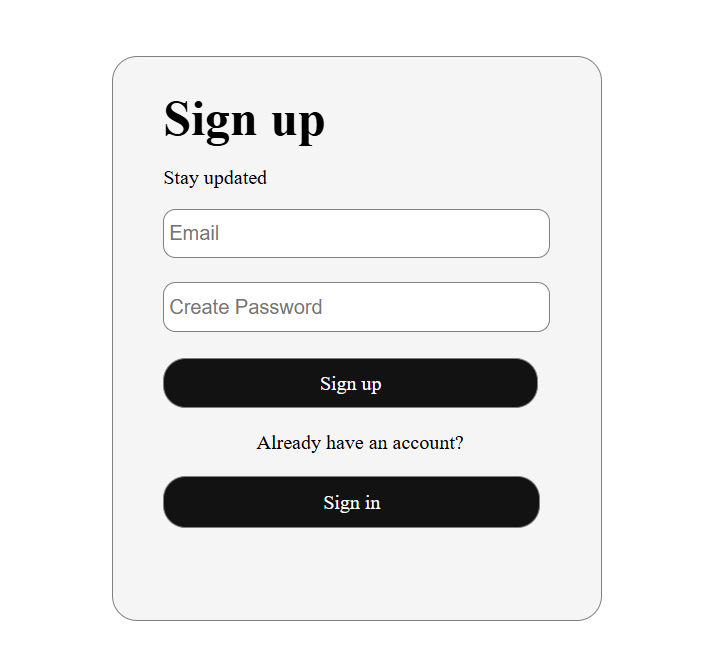 Sign up
Stay updated
Email
Create Password
Sign up
Already have an account?
Sign in